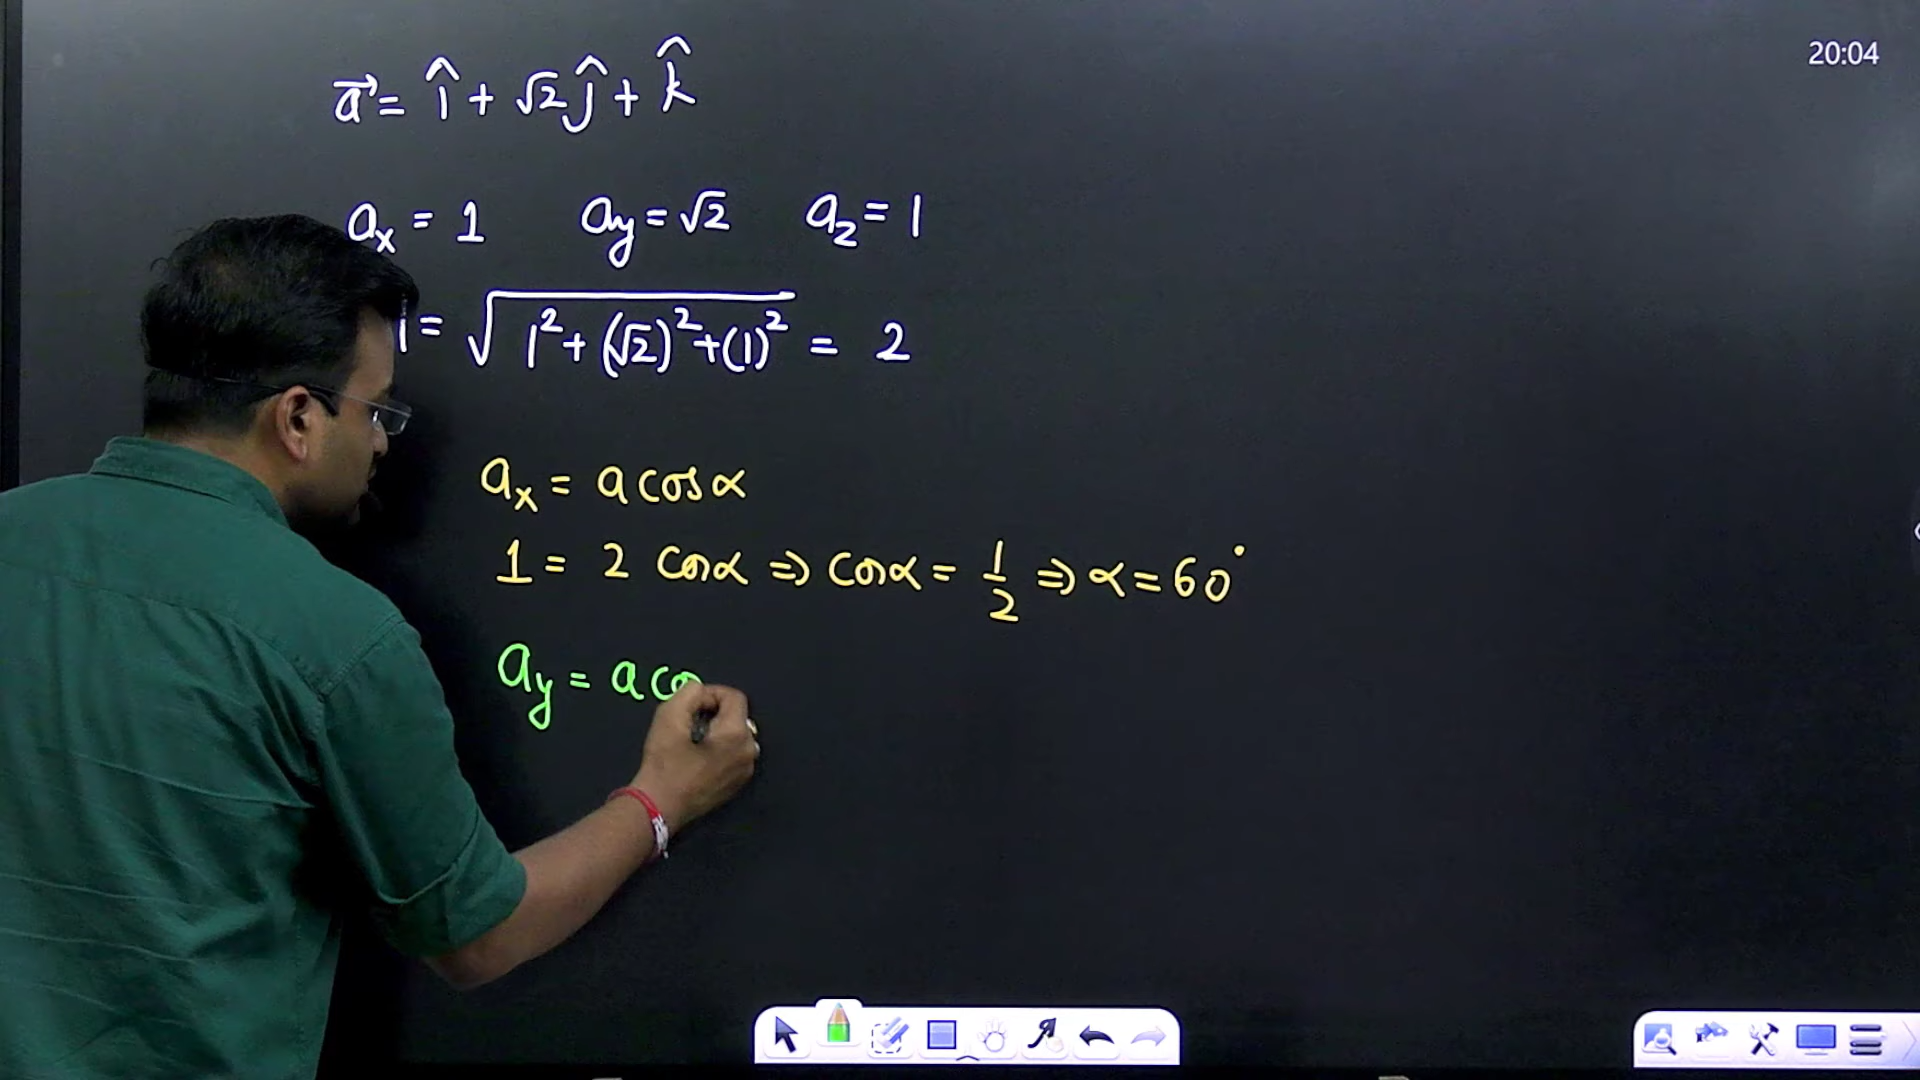 20:04
a⃗ = î + √2 ĵ + k̂
aₓ = 1 a_y = √2 a_z = 1
| = √(1² + (√2)² + (1)²) = 2
aₓ = a cos α
1 = 2 cos α ⇒ cos α = 1/2 ⇒ α = 60°
a_y = a cos